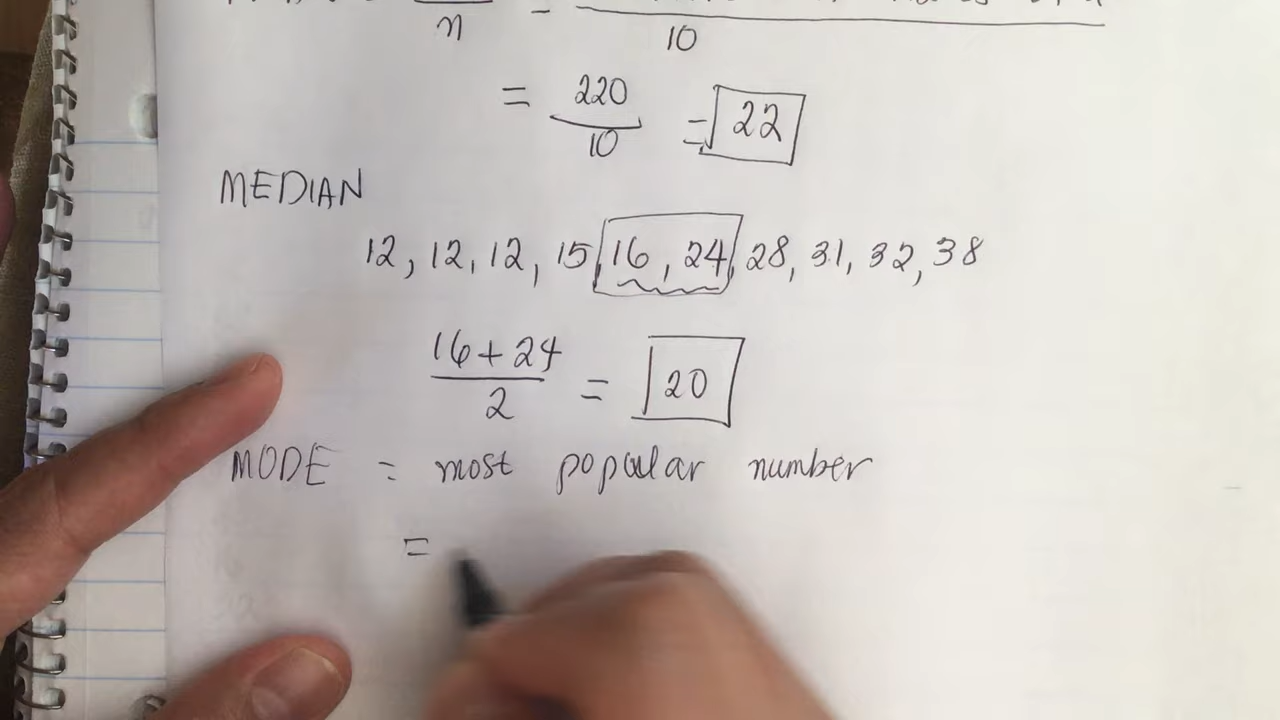 n 10
= 220/10 = 22
MEDIAN
12, 12, 12, 15, 16, 24, 28, 31, 32, 38
16+24/2 = 20
MODE = most popular number
=